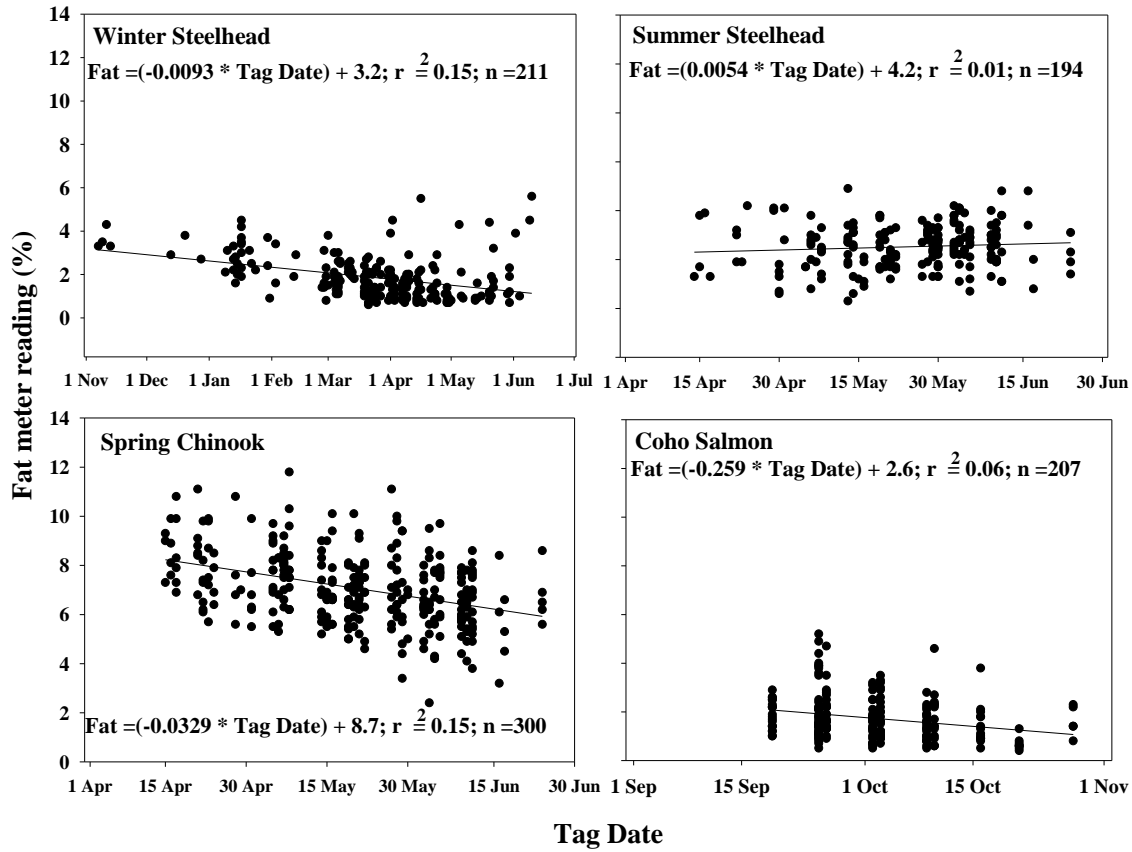 Winter Steelhead
Fat =(-0.0093 * Tag Date) + 3.2; r 2 = 0.15; n =211
14
12
10
8
6
4
2
0
1 Nov 1 Dec 1 Jan 1 Feb 1 Mar 1 Apr 1 May 1 Jun 1 Jul
Summer Steelhead
Fat =(0.0054 * Tag Date) + 4.2; r 2 = 0.01; n =194
1 Apr 15 Apr 30 Apr 15 May 30 May 15 Jun 30 Jun
Fat meter reading (%)
Spring Chinook
14
12
10
8
6
4
2
0
Fat =(-0.0329 * Tag Date) + 8.7; r 2 = 0.15; n =300
1 Apr 15 Apr 30 Apr 15 May 30 May 15 Jun 30 Jun
Coho Salmon
Fat =(-0.259 * Tag Date) + 2.6; r 2 = 0.06; n =207
1 Sep 15 Sep 1 Oct 15 Oct 1 Nov
Tag Date